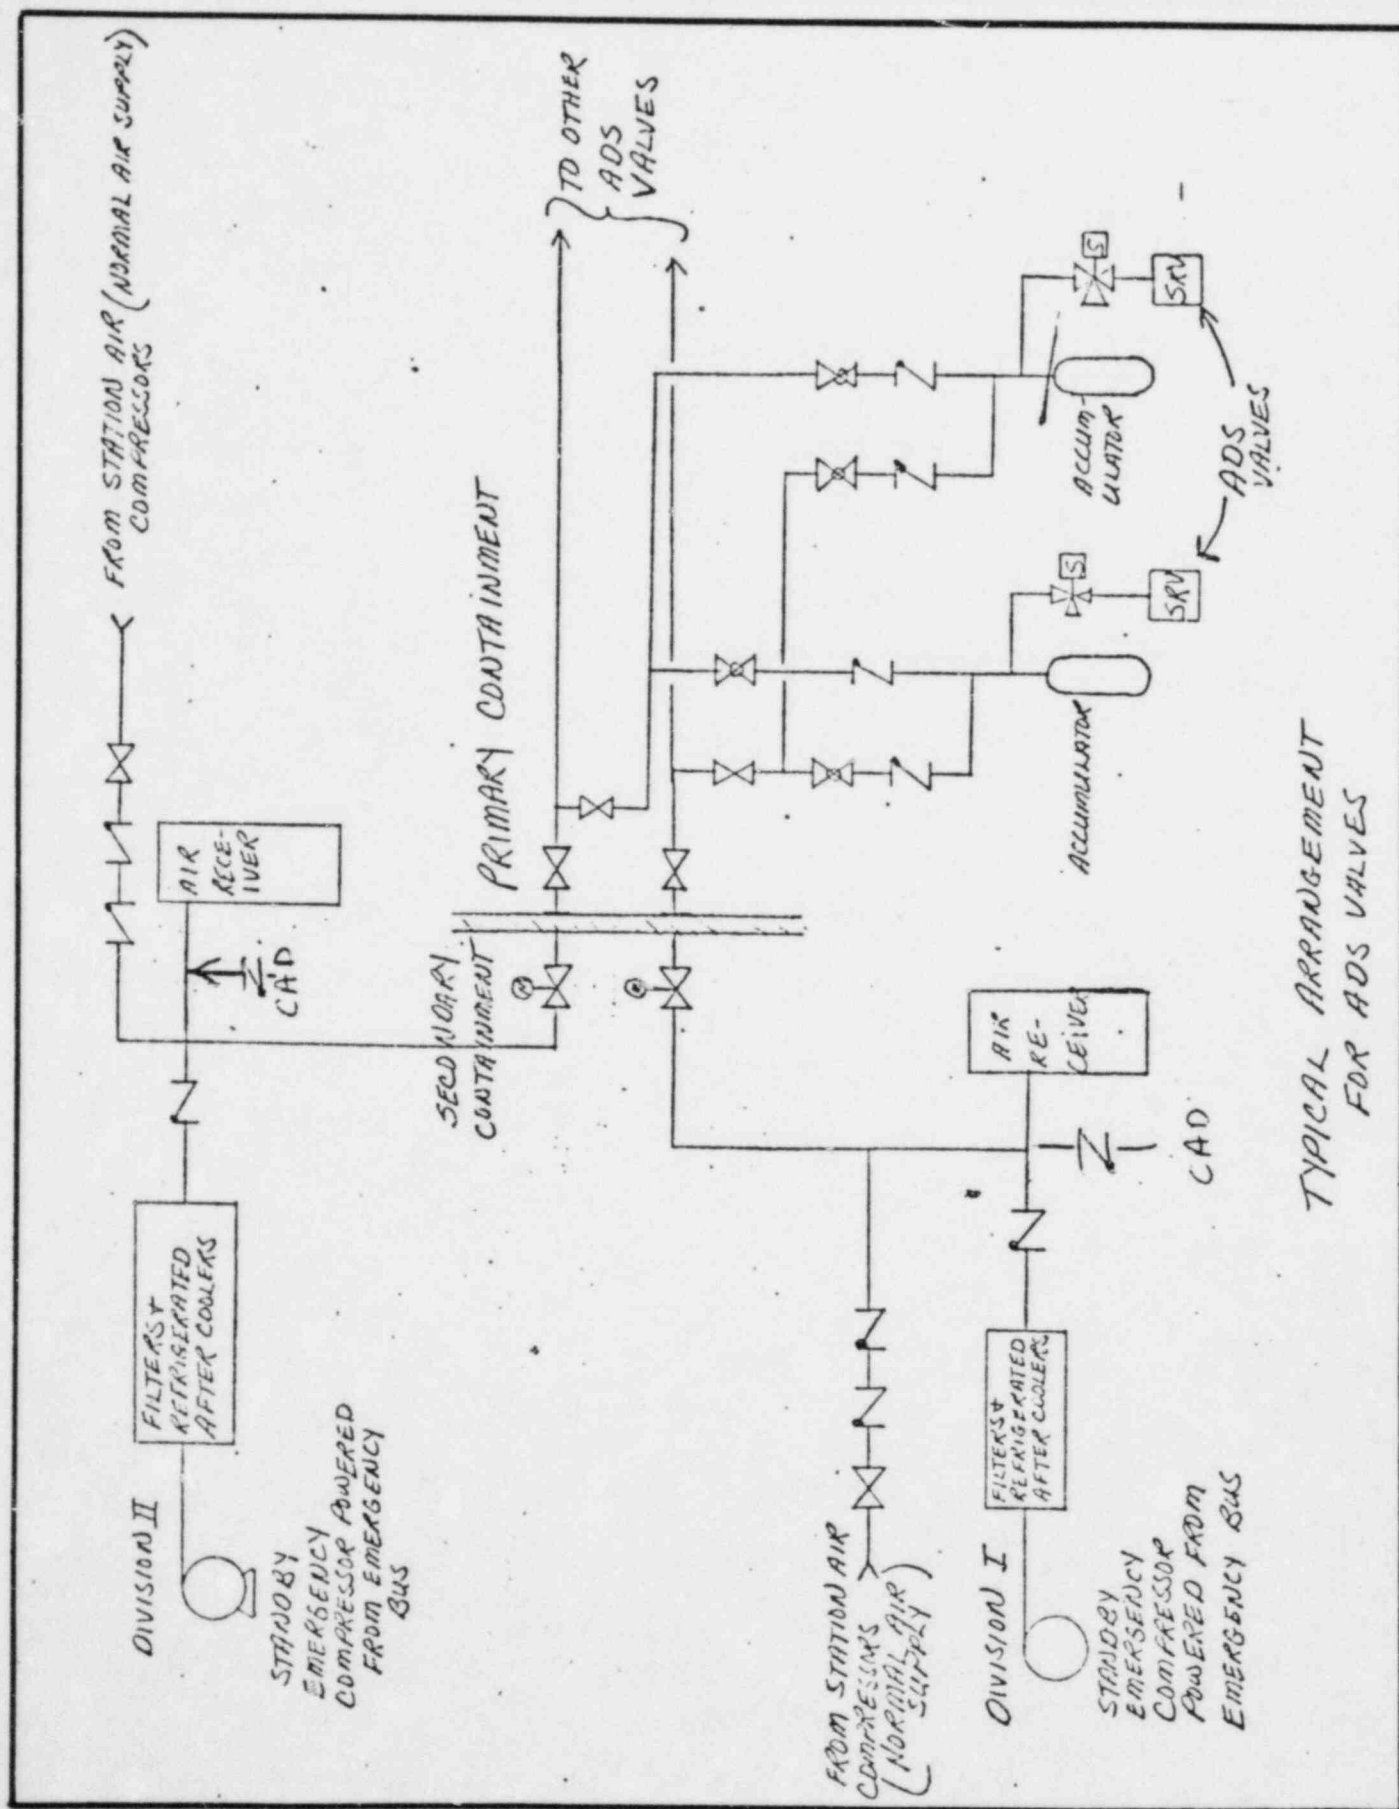 DIVISION II
STANDBY
EMERGENCY
COMPRESSOR POWERED
FROM EMERGENCY
BUS
FILTERS+
REFRIGERATED
AFTER COOLERS
CAD
AIR
RECE-
IVER
FROM STATION AIR (NORMAL AIR SUPPLY)
COMPRESSORS
SECONDARY
CONTAINMENT
PRIMARY CONTAINMENT
M
M
TO OTHER
ADS
VALVES
FROM STATION AIR
COMPRESSORS
(NORMAL AIR
SUPPLY)
DIVISION I
STANDBY
EMERGENCY
COMPRESSOR
POWERED FROM
EMERGENCY BUS
FILTERS+
REFRIGERATED
AFTER COOLERS
AIR
RE-
CEIVER
CAD
ACCUMULATOR
S
SRV
ACCUM-
ULATOR
S
SRV
ADS
VALVES
TYPICAL ARRANGEMENT
FOR ADS VALVES